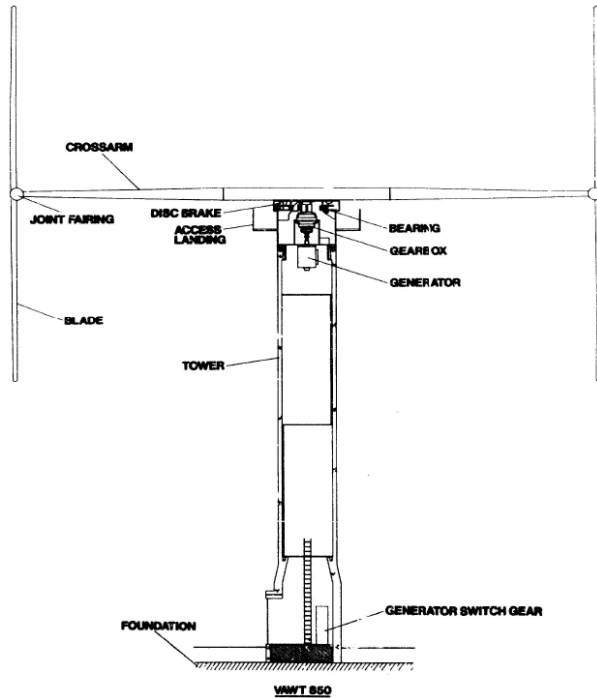 CROSSARM
JOINT FAIRING
DISC BRAKE
ACCESS
LANDING
BEARING
GEARBOX
GENERATOR
BLADE
TOWER
GENERATOR SWITCH GEAR
FOUNDATION
VAWT 850